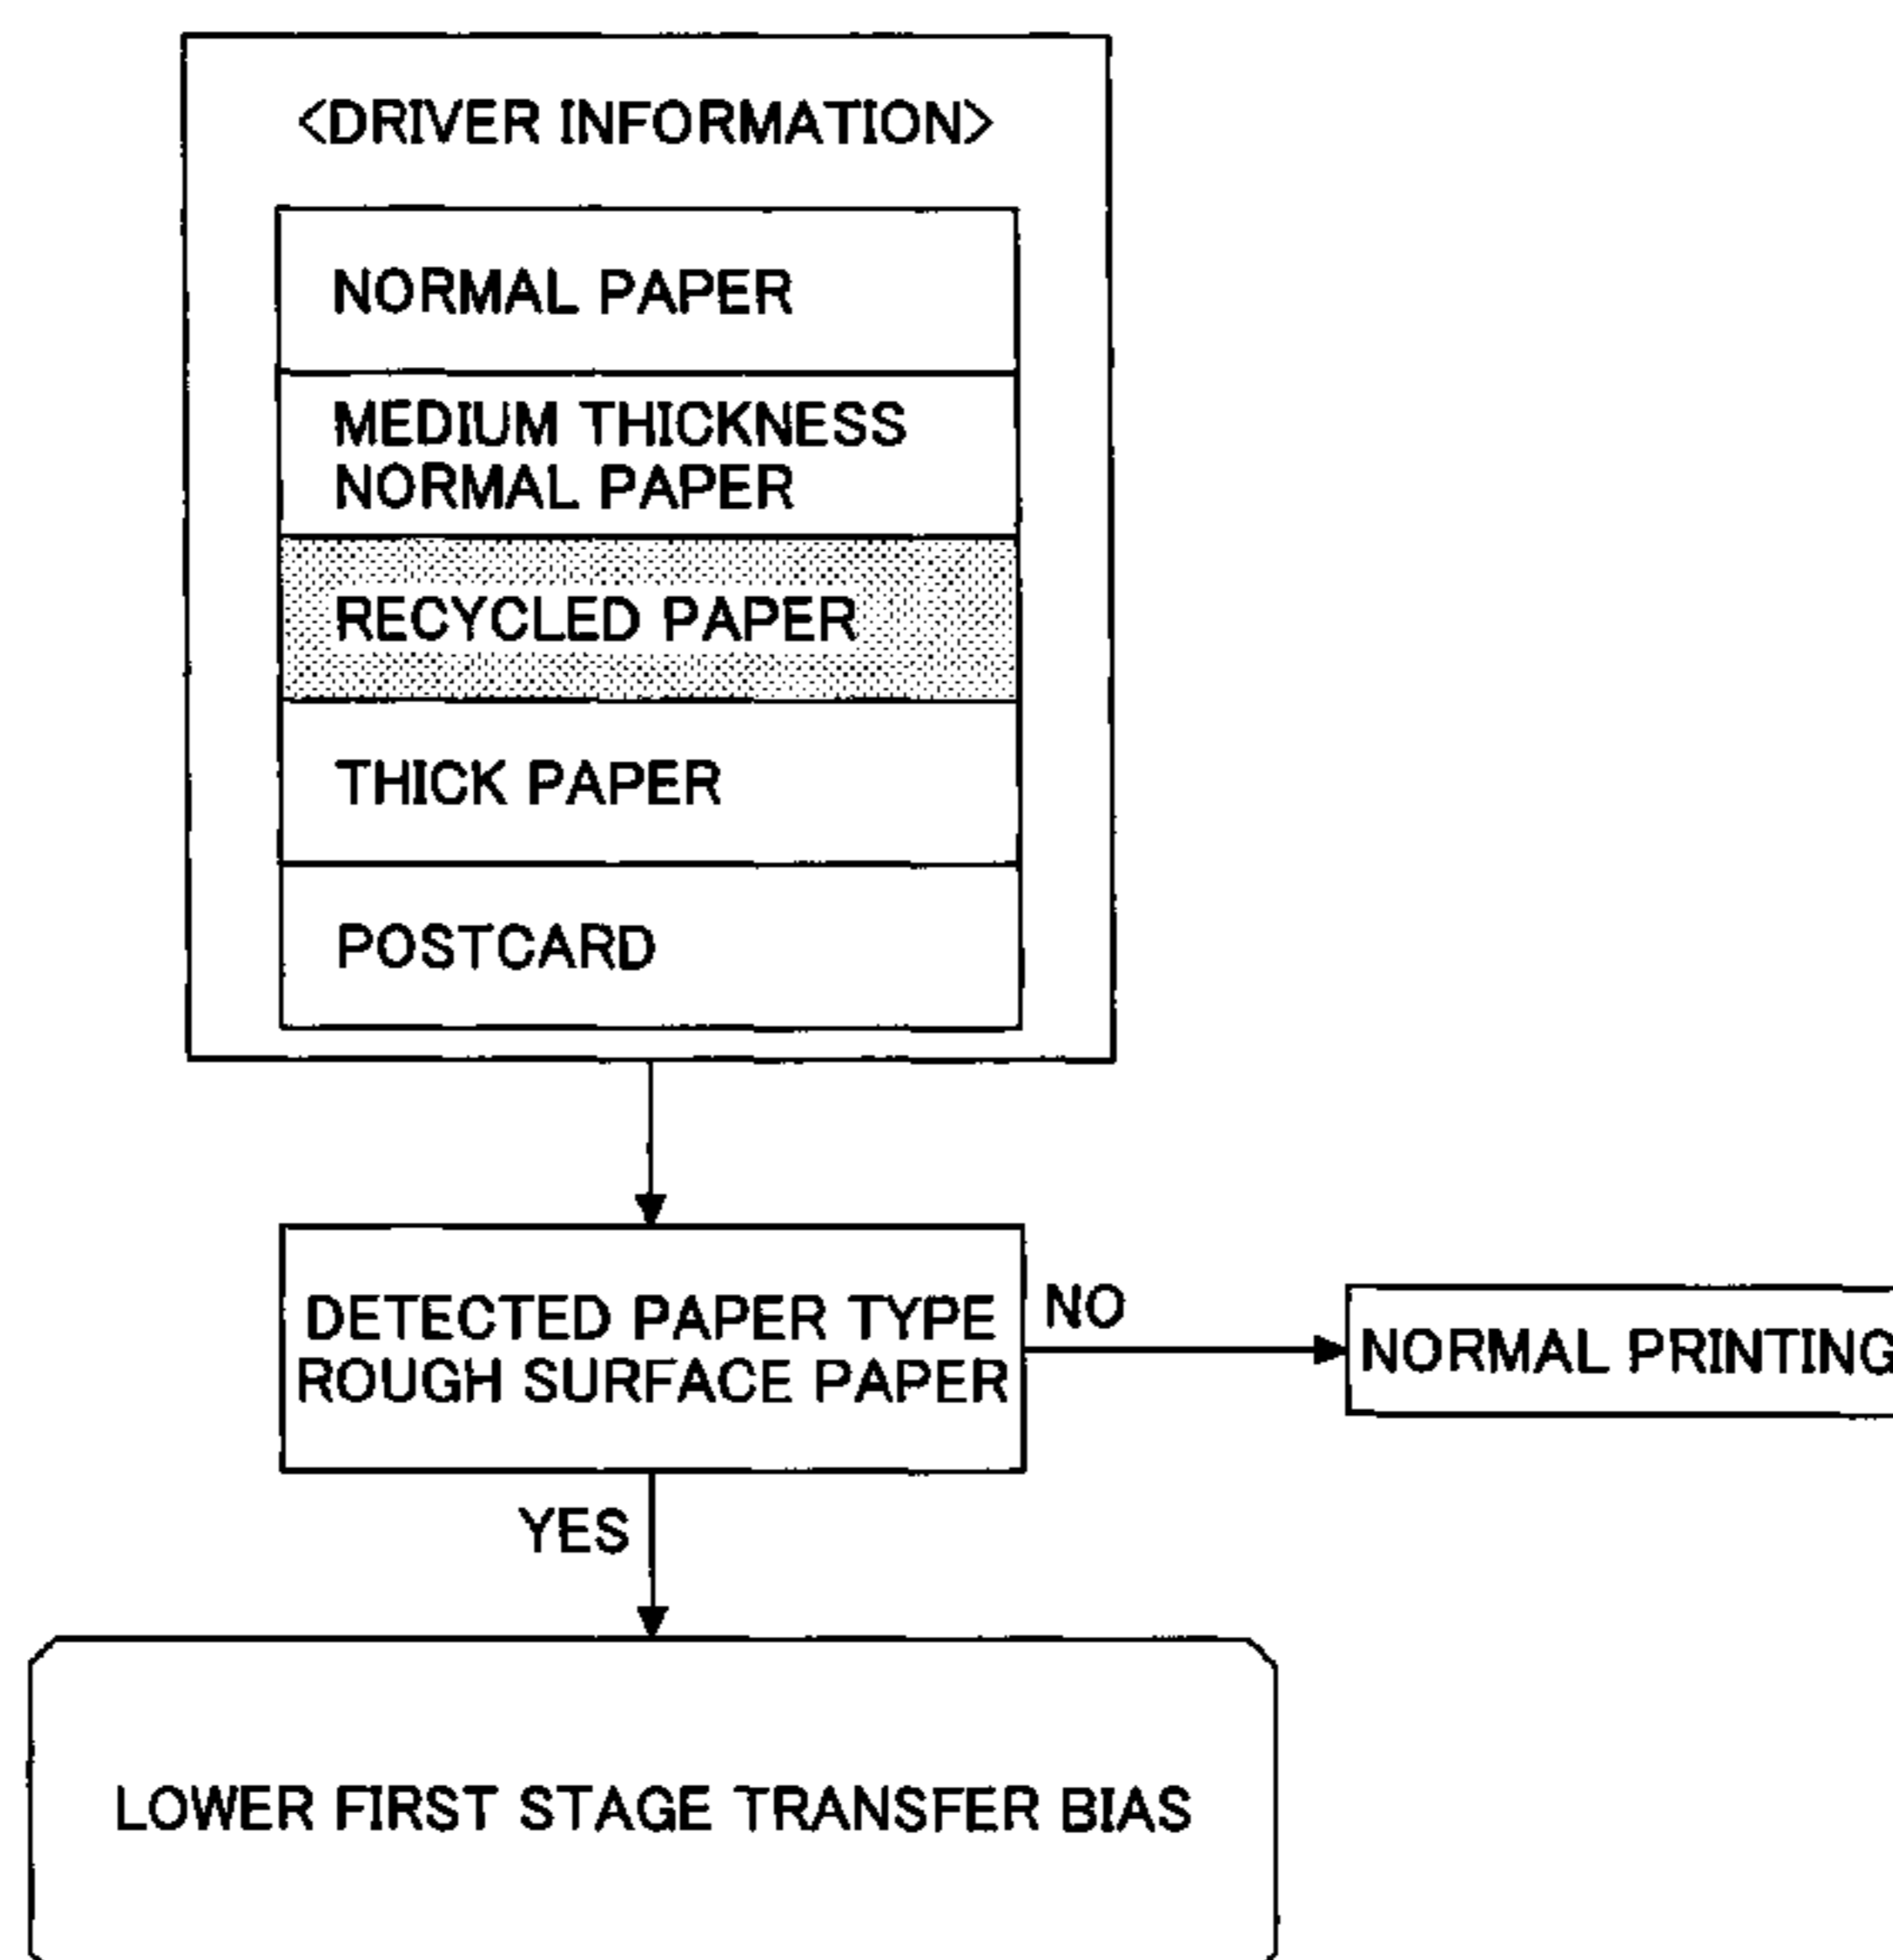 <DRIVER INFORMATION>
NORMAL PAPER
MEDIUM THICKNESS
NORMAL PAPER
RECYCLED PAPER
THICK PAPER
POSTCARD
DETECTED PAPER TYPE
ROUGH SURFACE PAPER
NO
NORMAL PRINTING
YES
LOWER FIRST STAGE TRANSFER BIAS